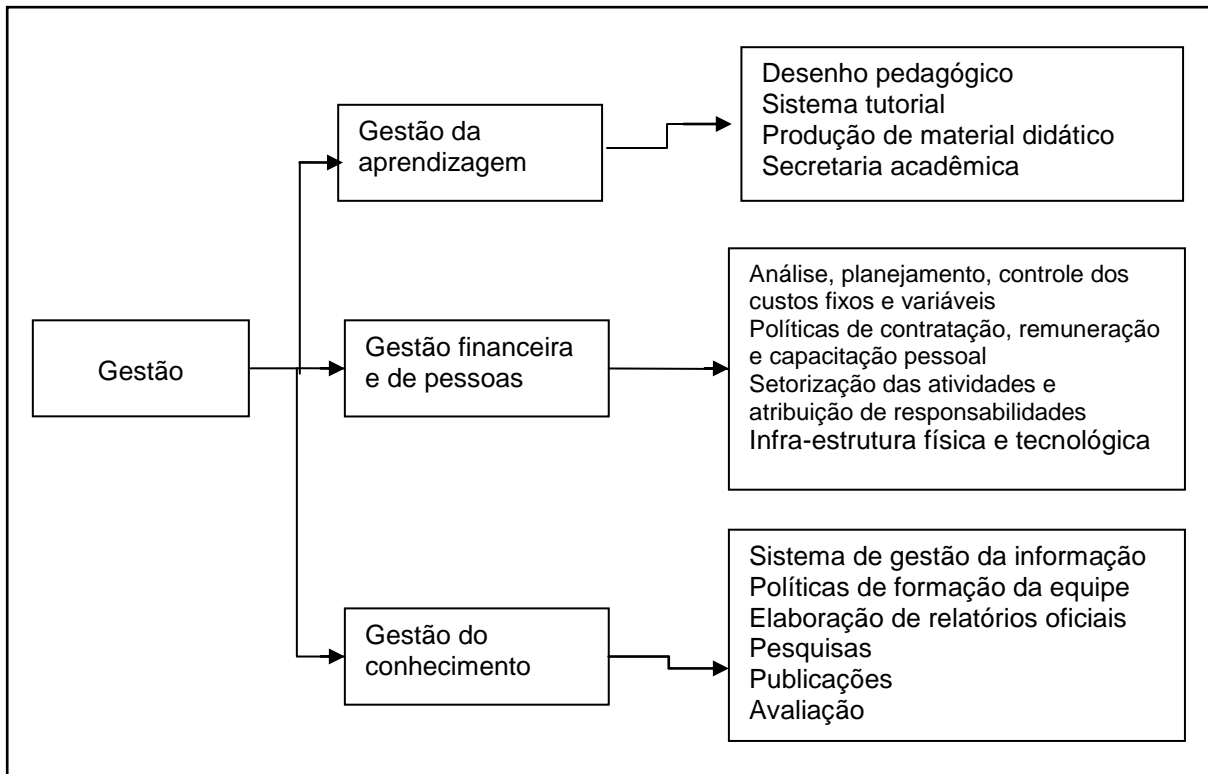 Gestão
Gestão da
aprendizagem
Desenho pedagógico
Sistema tutorial
Produção de material didático
Secretaria acadêmica
Gestão financeira
e de pessoas
Análise, planejamento, controle dos
custos fixos e variáveis
Políticas de contratação, remuneração
e capacitação pessoal
Setorização das atividades e
atribuição de responsabilidades
Infra-estrutura física e tecnológica
Gestão do
conhecimento
Sistema de gestão da informação
Políticas de formação da equipe
Elaboração de relatórios oficiais
Pesquisas
Publicações
Avaliação